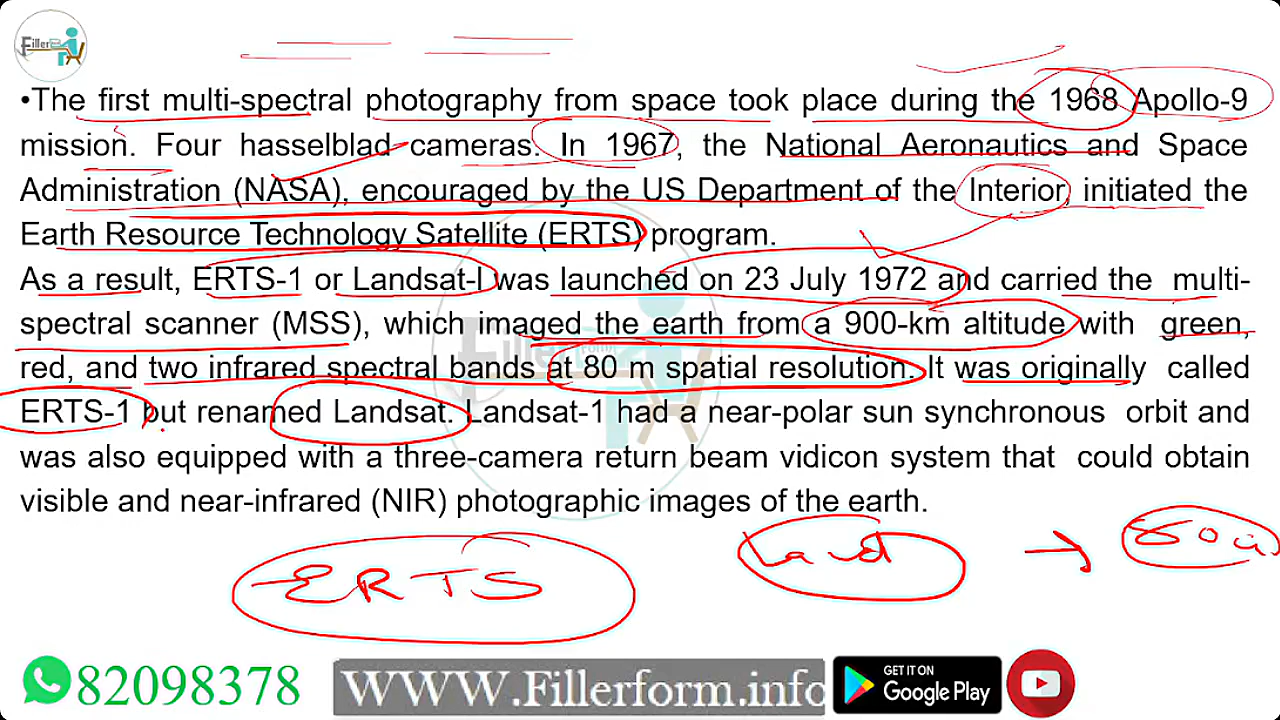 Filler
•The first multi-spectral photography from space took place during the 1968 Apollo-9
mission. Four hasselblad cameras. In 1967, the National Aeronautics and Space
Administration (NASA), encouraged by the US Department of the Interior, initiated the
Earth Resource Technology Satellite (ERTS) program.
As a result, ERTS-1 or Landsat-I was launched on 23 July 1972 and carried the multi-
spectral scanner (MSS), which imaged the earth from a 900-km altitude with green,
red, and two infrared spectral bands at 80 m spatial resolution. It was originally called
ERTS-1 but renamed Landsat. Landsat-1 had a near-polar sun synchronous orbit and
was also equipped with a three-camera return beam vidicon system that could obtain
visible and near-infrared (NIR) photographic images of the earth.
ERTS Land
82098378 WWW.Fillerform.info GET IT ON Google Play